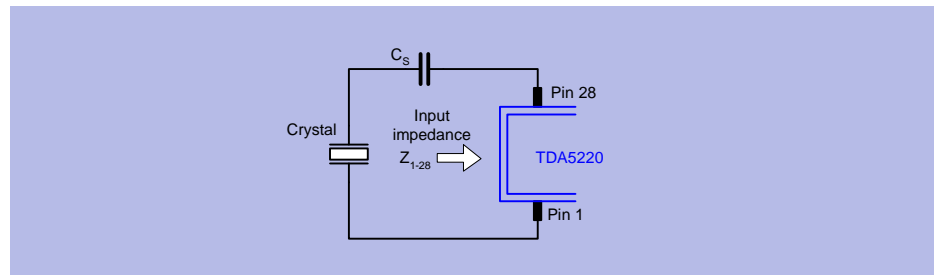 C_S
Pin 28
Input
impedance
Crystal
Z_1-28
TDA5220
Pin 1